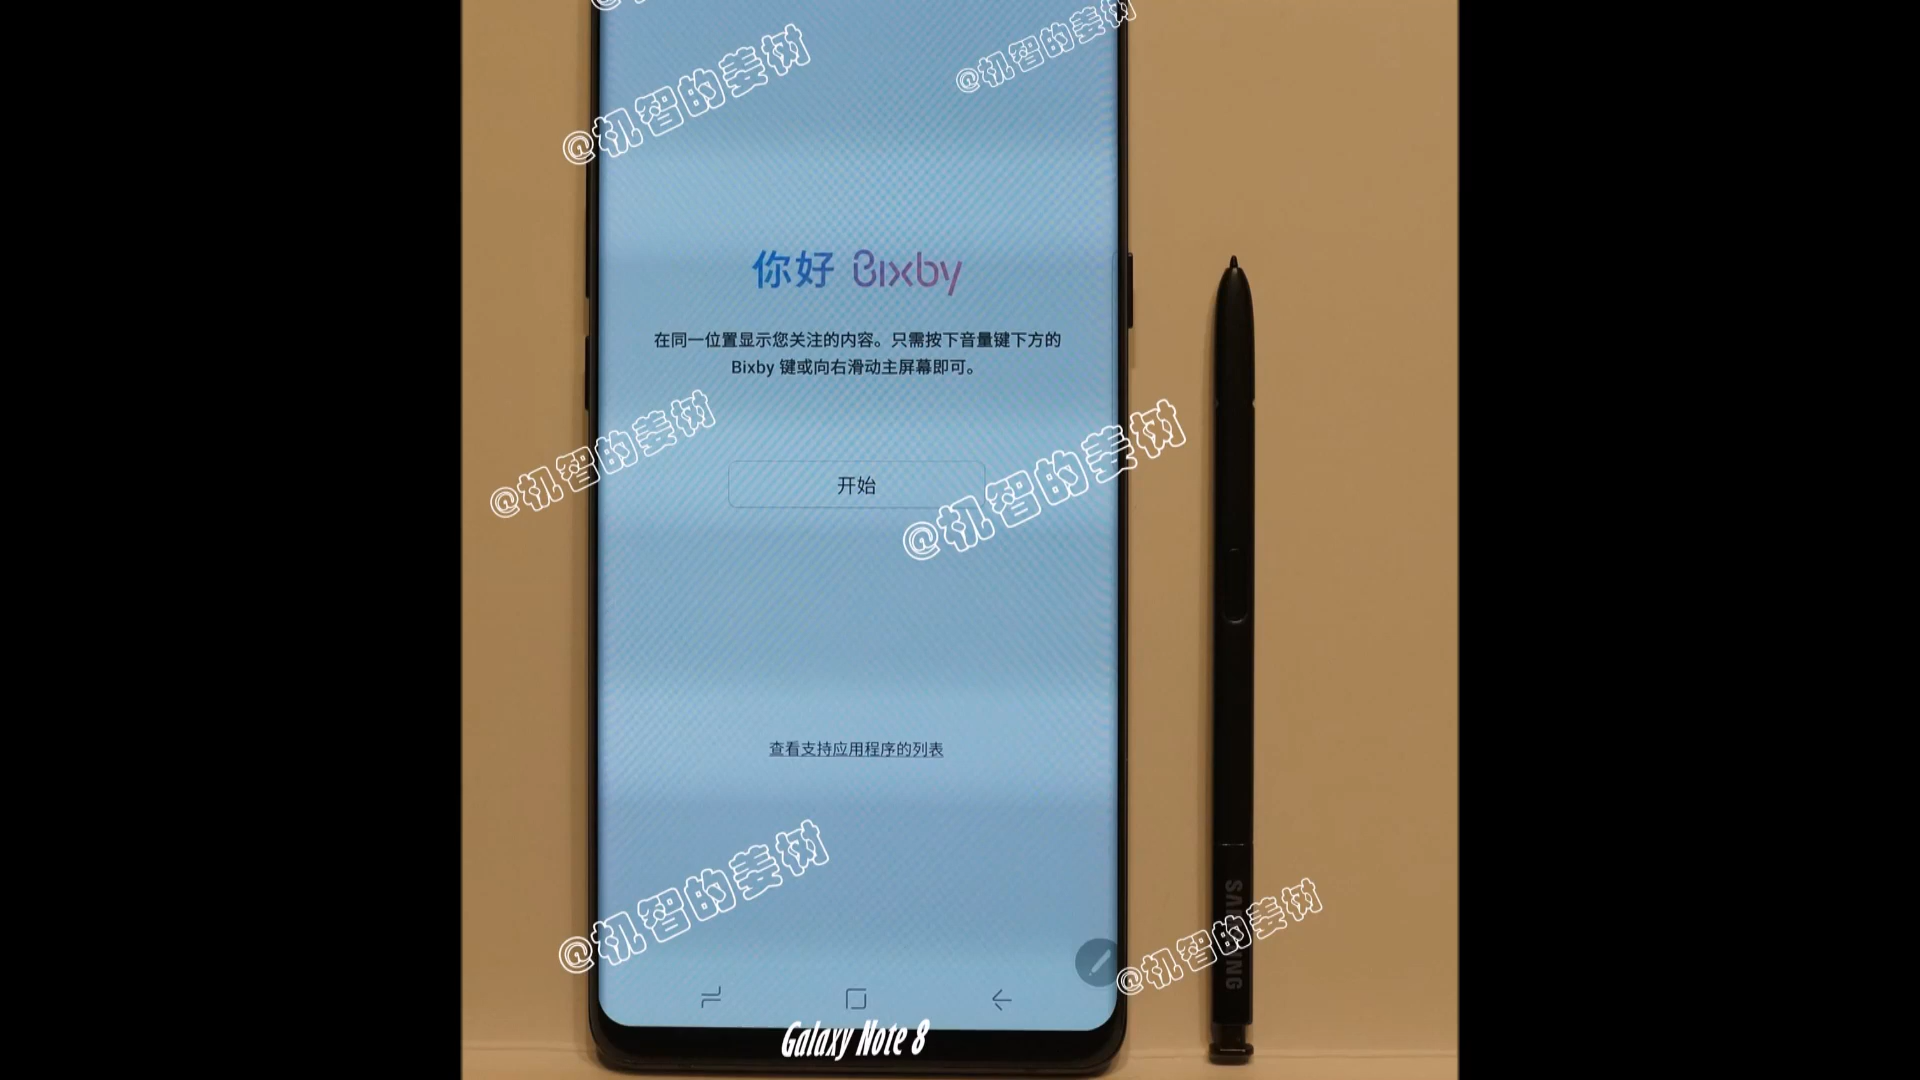 @机智的姜树
@机智的姜树
你好 Bixby
在同一位置显示您关注的内容。只需按下音量键下方的
Bixby 键或向右滑动主屏幕即可。
@机智的姜树
@机智的姜树
开始
查看支持应用程序的列表
@机智的姜树
@机智的姜树
SAMSUNG
Galaxy Note 8